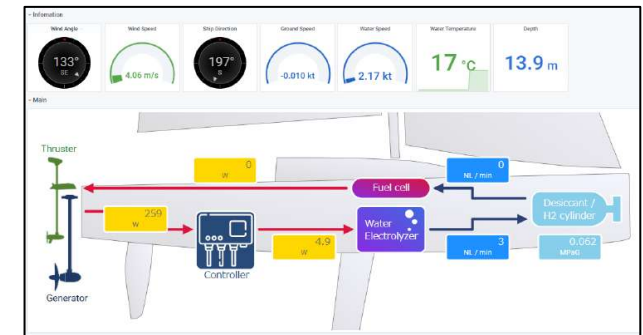 - Infomation
Wind Angle
Wind Speed
Ship Direction
Ground Speed
Water Speed
Water Temperature
Depth
133°
SE
4.06 m/s
197°
S
-0.010 kt
2.17 kt
17 °C
13.9 m
- Main
Thruster
0
W
Fuel cell
0
NL / min
Desiccant /
H2 cylinder
259
W
Controller
4.9
W
Water
Electrolyzer
3
NL / min
0.062
MPaG
Generator